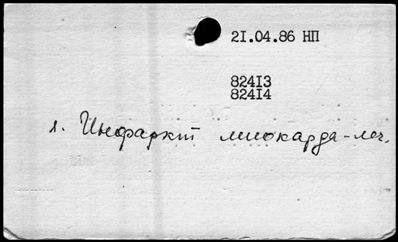 21.04.86 НП
82413
82414
1. Инфаркт миокарда-леч.